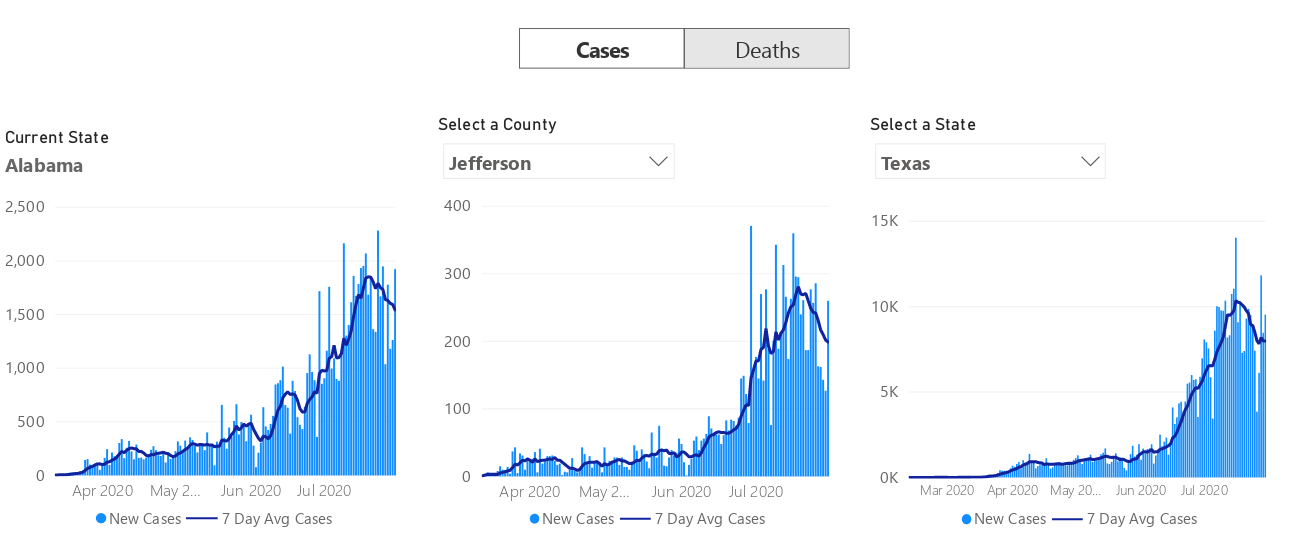 Cases Deaths
Current State
Alabama
2,500
2,000
1,500
1,000
500
0
Apr 2020 May 2... Jun 2020 Jul 2020
New Cases 7 Day Avg Cases
Select a County
Jefferson
400
300
200
100
0
Apr 2020 May 2... Jun 2020 Jul 2020
New Cases 7 Day Avg Cases
Select a State
Texas
15K
10K
5K
0K
Mar 2020 Apr 2020 May 20... Jun 2020 Jul 2020
New Cases 7 Day Avg Cases